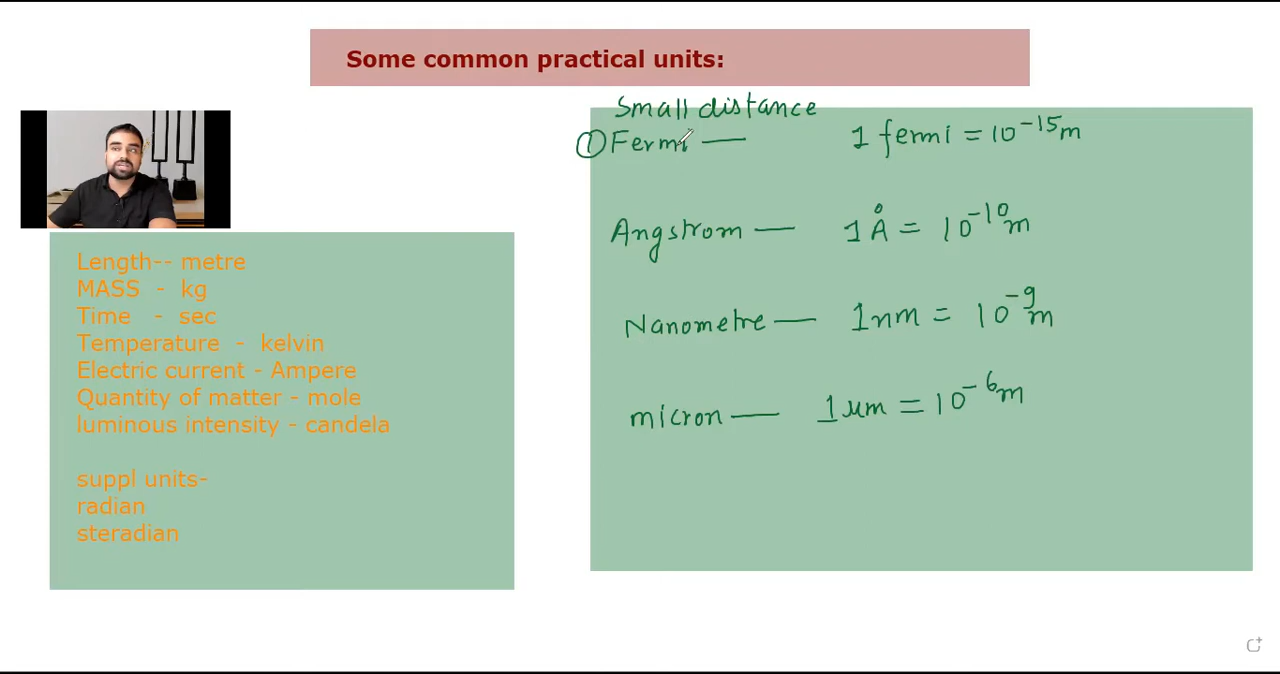 Some common practical units:
Small distance
① Fermi — 1 fermi = 10⁻¹⁵m
Angstrom — 1 Å = 10⁻¹⁰m
Nanometre — 1nm = 10⁻⁹m
micron — 1μm = 10⁻⁶m
Length-- metre
MASS - kg
Time - sec
Temperature - kelvin
Electric current - Ampere
Quantity of matter - mole
luminous intensity - candela
suppl units-
radian
steradian